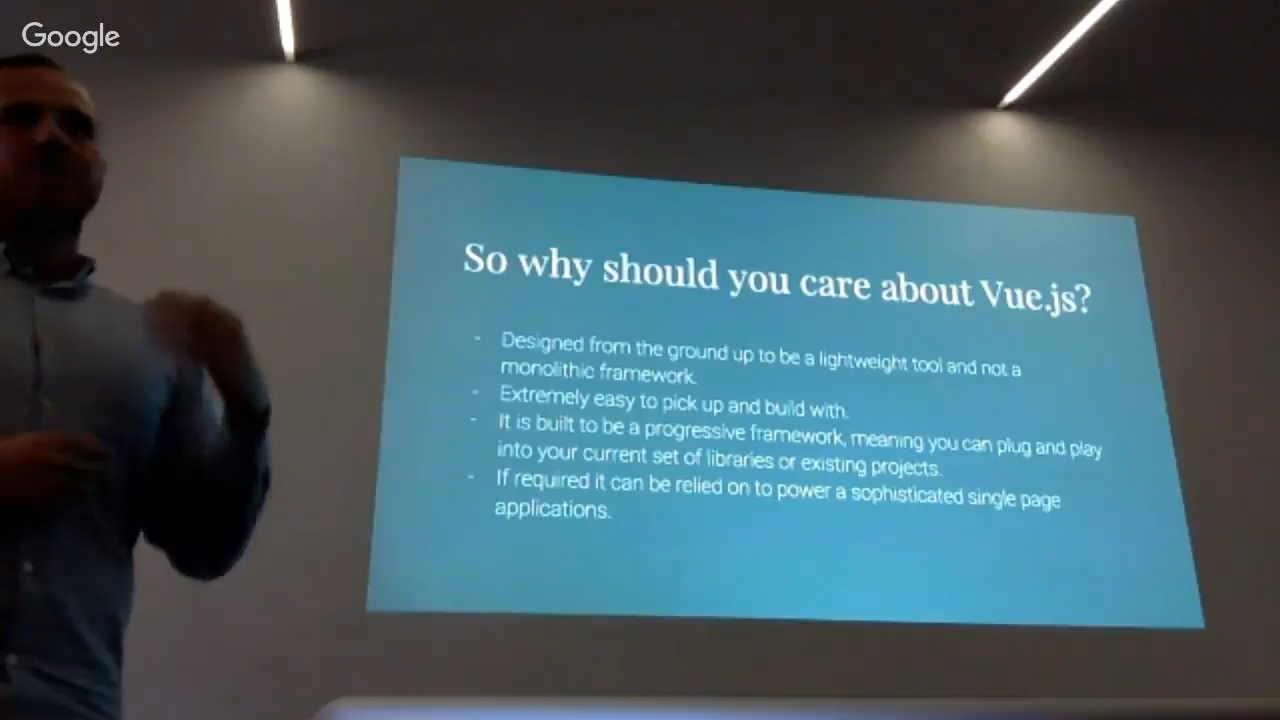 Google
So why should you care about Vue.js?
- Designed from the ground up to be a lightweight tool and not a
monolithic framework.
- Extremely easy to pick up and build with.
- It is built to be a progressive framework, meaning you can plug and play
into your current set of libraries or existing projects.
- If required it can be relied on to power a sophisticated single page
applications.